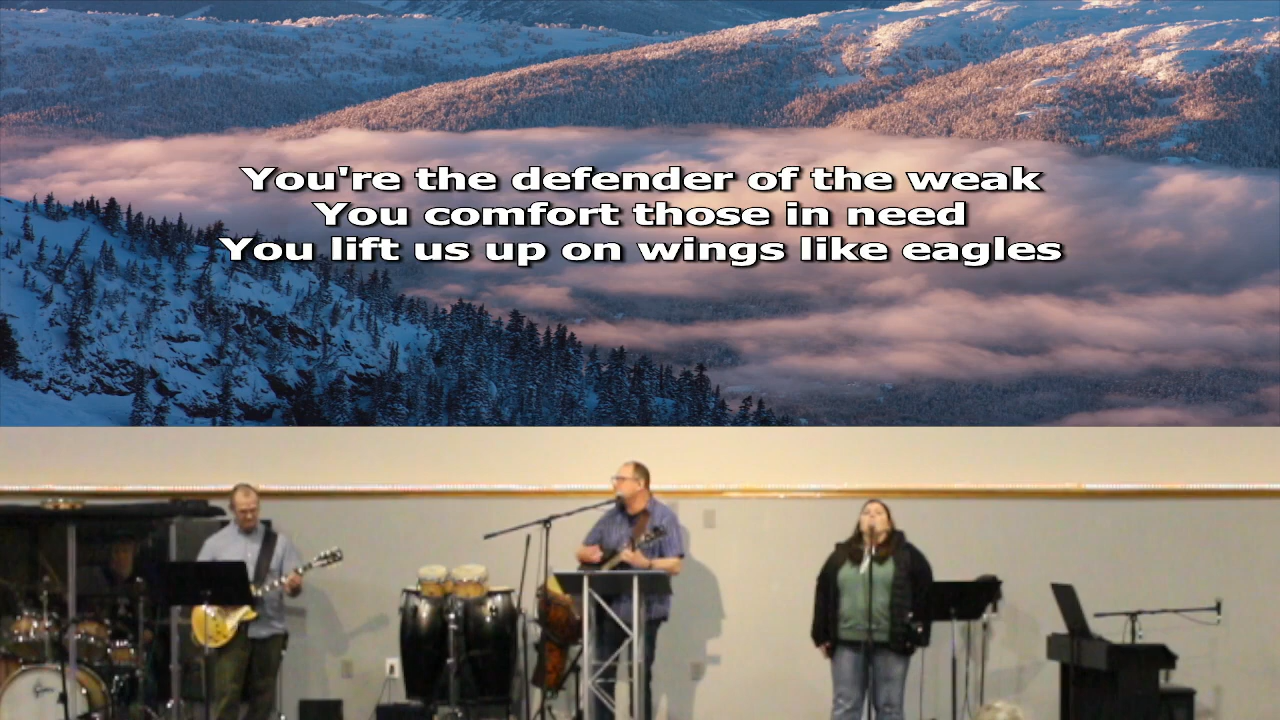 You're the defender of the weak
You comfort those in need
You lift us up on wings like eagles